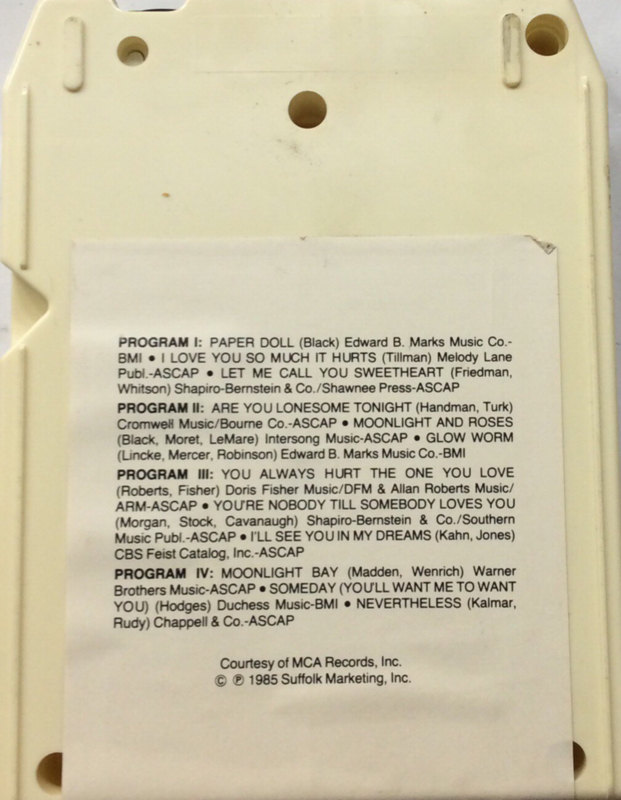 PROGRAM I: PAPER DOLL (Black) Edward B. Marks Music Co.-
BMI • I LOVE YOU SO MUCH IT HURTS (Tillman) Melody Lane
Publ.-ASCAP • LET ME CALL YOU SWEETHEART (Friedman,
Whitson) Shapiro-Bernstein & Co./Shawnee Press-ASCAP
PROGRAM II: ARE YOU LONESOME TONIGHT (Handman, Turk)
Cromwell Music/Bourne Co.-ASCAP • MOONLIGHT AND ROSES
(Black, Moret, LeMare) Intersong Music-ASCAP • GLOW WORM
(Lincke, Mercer, Robinson) Edward B. Marks Music Co.-BMI
PROGRAM III: YOU ALWAYS HURT THE ONE YOU LOVE
(Roberts, Fisher) Doris Fisher Music/DFM & Allan Roberts Music/
ARM-ASCAP • YOU'RE NOBODY TILL SOMEBODY LOVES YOU
(Morgan, Stock, Cavanaugh) Shapiro-Bernstein & Co./Southern
Music Publ.-ASCAP • I'LL SEE YOU IN MY DREAMS (Kahn, Jones)
CBS Feist Catalog, Inc.-ASCAP
PROGRAM IV: MOONLIGHT BAY (Madden, Wenrich) Warner
Brothers Music-ASCAP • SOMEDAY (YOU'LL WANT ME TO WANT
YOU) (Hodges) Duchess Music-BMI • NEVERTHELESS (Kalmar,
Rudy) Chappell & Co.-ASCAP
Courtesy of MCA Records, Inc.
© ℗ 1985 Suffolk Marketing, Inc.